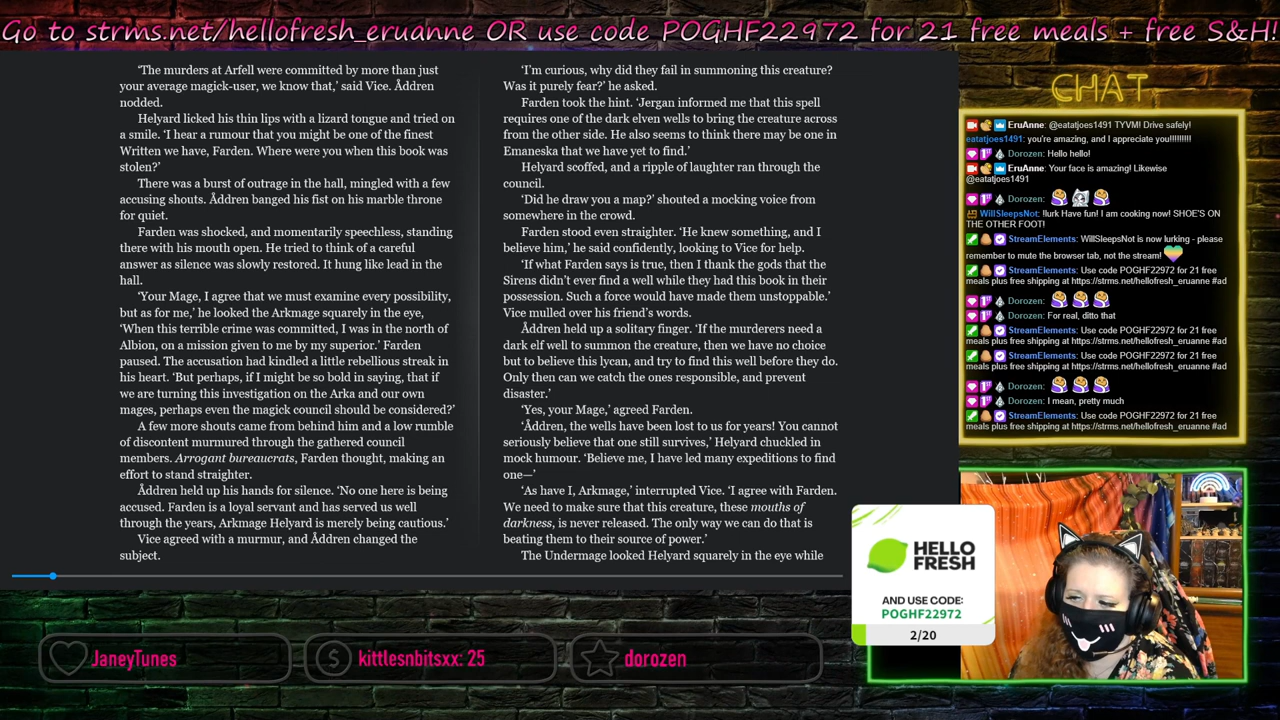 Go to strms.net/hellofresh_eruanne OR use code POGHF22972 for 21 free meals + free S&H!
‘The murders at Arfell were committed by more than just
your average magick-user, we know that,’ said Vice. Åddren
nodded.
Helyard licked his thin lips with a lizard tongue and tried on
a smile. ‘I hear a rumour that you might be one of the finest
Written we have, Farden. Where were you when this book was
stolen?’
There was a burst of outrage in the hall, mingled with a few
accusing shouts. Åddren banged his fist on his marble throne
for quiet.
Farden was shocked, and momentarily speechless, standing
there with his mouth open. He tried to think of a careful
answer as silence was slowly restored. It hung like lead in the
hall.
‘Your Mage, I agree that we must examine every possibility,
but as for me,’ he looked the Arkmage squarely in the eye,
‘When this terrible crime was committed, I was in the north of
Albion, on a mission given to me by my superior.’ Farden
paused. The accusation had kindled a little rebellious streak in
his heart. ‘But perhaps, if I might be so bold in saying, that if
we are turning this investigation on the Arka and our own
mages, perhaps even the magick council should be considered?’
A few more shouts came from behind him and a low rumble
of discontent murmured through the gathered council
members. Arrogant bureaucrats, Farden thought, making an
effort to stand straighter.
Åddren held up his hands for silence. ‘No one here is being
accused. Farden is a loyal servant and has served us well
through the years, Arkmage Helyard is merely being cautious.’
Vice agreed with a murmur, and Åddren changed the
subject.
‘I’m curious, why did they fail in summoning this creature?
Was it purely fear?’ he asked.
Farden took the hint. ‘Jergan informed me that this spell
requires one of the dark elven wells to bring the creature across
from the other side. He also seems to think there may be one in
Emaneska that we have yet to find.’
Helyard scoffed, and a ripple of laughter ran through the
council.
‘Did he draw you a map?’ shouted a mocking voice from
somewhere in the crowd.
Farden stood even straighter. ‘He knew something, and I
believe him,’ he said confidently, looking to Vice for help.
‘If what Farden says is true, then I thank the gods that the
Sirens didn’t ever find a well while they had this book in their
possession. Such a force would have made them unstoppable.’
Vice mulled over his friend’s words.
Åddren held up a solitary finger. ‘If the murderers need a
dark elf well to summon the creature, then we have no choice
but to believe this lycan, and try to find this well before they do.
Only then can we catch the ones responsible, and prevent
disaster.’
‘Yes, your Mage,’ agreed Farden.
‘Åddren, the wells have been lost to us for years! You cannot
seriously believe that one still survives,’ Helyard chuckled in
mock humour. ‘Believe me, I have led many expeditions to find
one—’
‘As have I, Arkmage,’ interrupted Vice. ‘I agree with Farden.
We need to make sure that this creature, these mouths of
darkness, is never released. The only way we can do that is
beating them to their source of power.’
The Undermage looked Helyard squarely in the eye while
CHAT
EruAnne: @eatatjoes1491 TYVM! Drive safely!
eatatjoes1491: you're amazing, and I appreciate you!!!!!!!!!
Dorozen: Hello hello!
EruAnne: Your face is amazing! Likewise
@eatatjoes1491
Dorozen:
WillSleepsNot: !lurk Have fun! I am cooking now! SHOE'S ON
THE OTHER FOOT!
StreamElements: WillSleepsNot is now lurking - please
remember to mute the browser tab, not the stream!
StreamElements: Use code POGHF22972 for 21 free
meals plus free shipping at https://strms.net/hellofresh_eruanne #ad
Dorozen:
Dorozen: For real, ditto that
StreamElements: Use code POGHF22972 for 21 free
meals plus free shipping at https://strms.net/hellofresh_eruanne #ad
StreamElements: Use code POGHF22972 for 21 free
meals plus free shipping at https://strms.net/hellofresh_eruanne #ad
Dorozen:
Dorozen: I mean, pretty much
StreamElements: Use code POGHF22972 for 21 free
meals plus free shipping at https://strms.net/hellofresh_eruanne #ad
HELLO
FRESH
AND USE CODE:
POGHF22972
2/20
JaneyTunes
kittlesnbitsxx: 25
dorozen